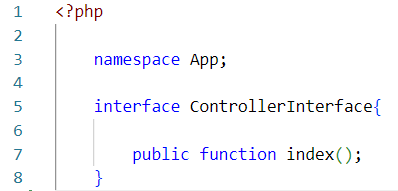 1 <?php
2
3 namespace App;
4
5 interface ControllerInterface{
6
7 public function index();
8 }